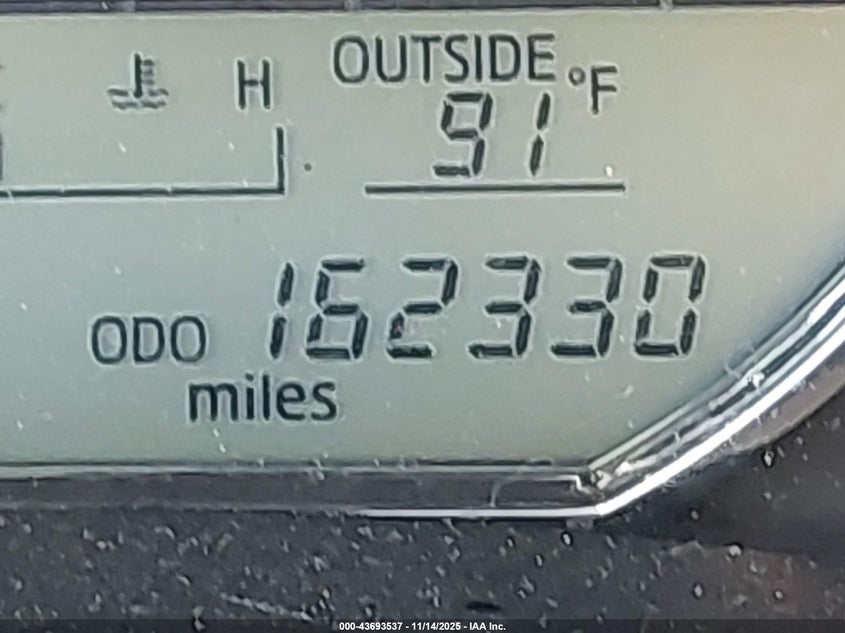 H
OUTSIDE
91 °F
ODO 162330
miles
000-43693537 - 11/14/2025 - IAA Inc.